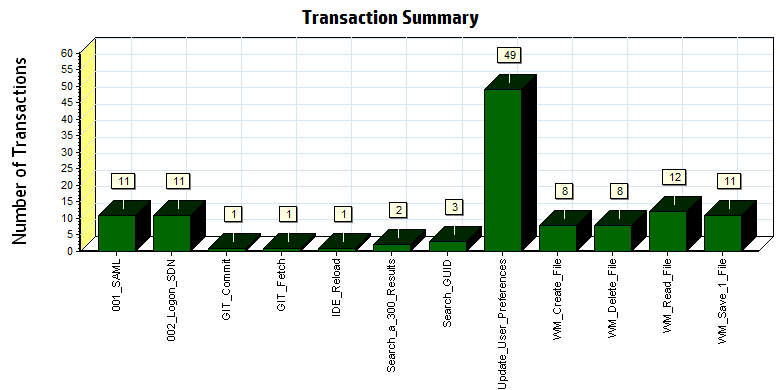 Transaction Summary
Number of Transactions
60
55
50
45
40
35
30
25
20
15
10
5
0
11
11
1
1
1
2
3
49
8
8
12
11
001_SAML
002_Logon_SDN
GIT_Commit
GIT_Fetch
IDE_Reload
Search_a_300_Results
Search_GUID
Update_User_Preferences
WM_Create_File
WM_Delete_File
WM_Read_File
WM_Save_1_File